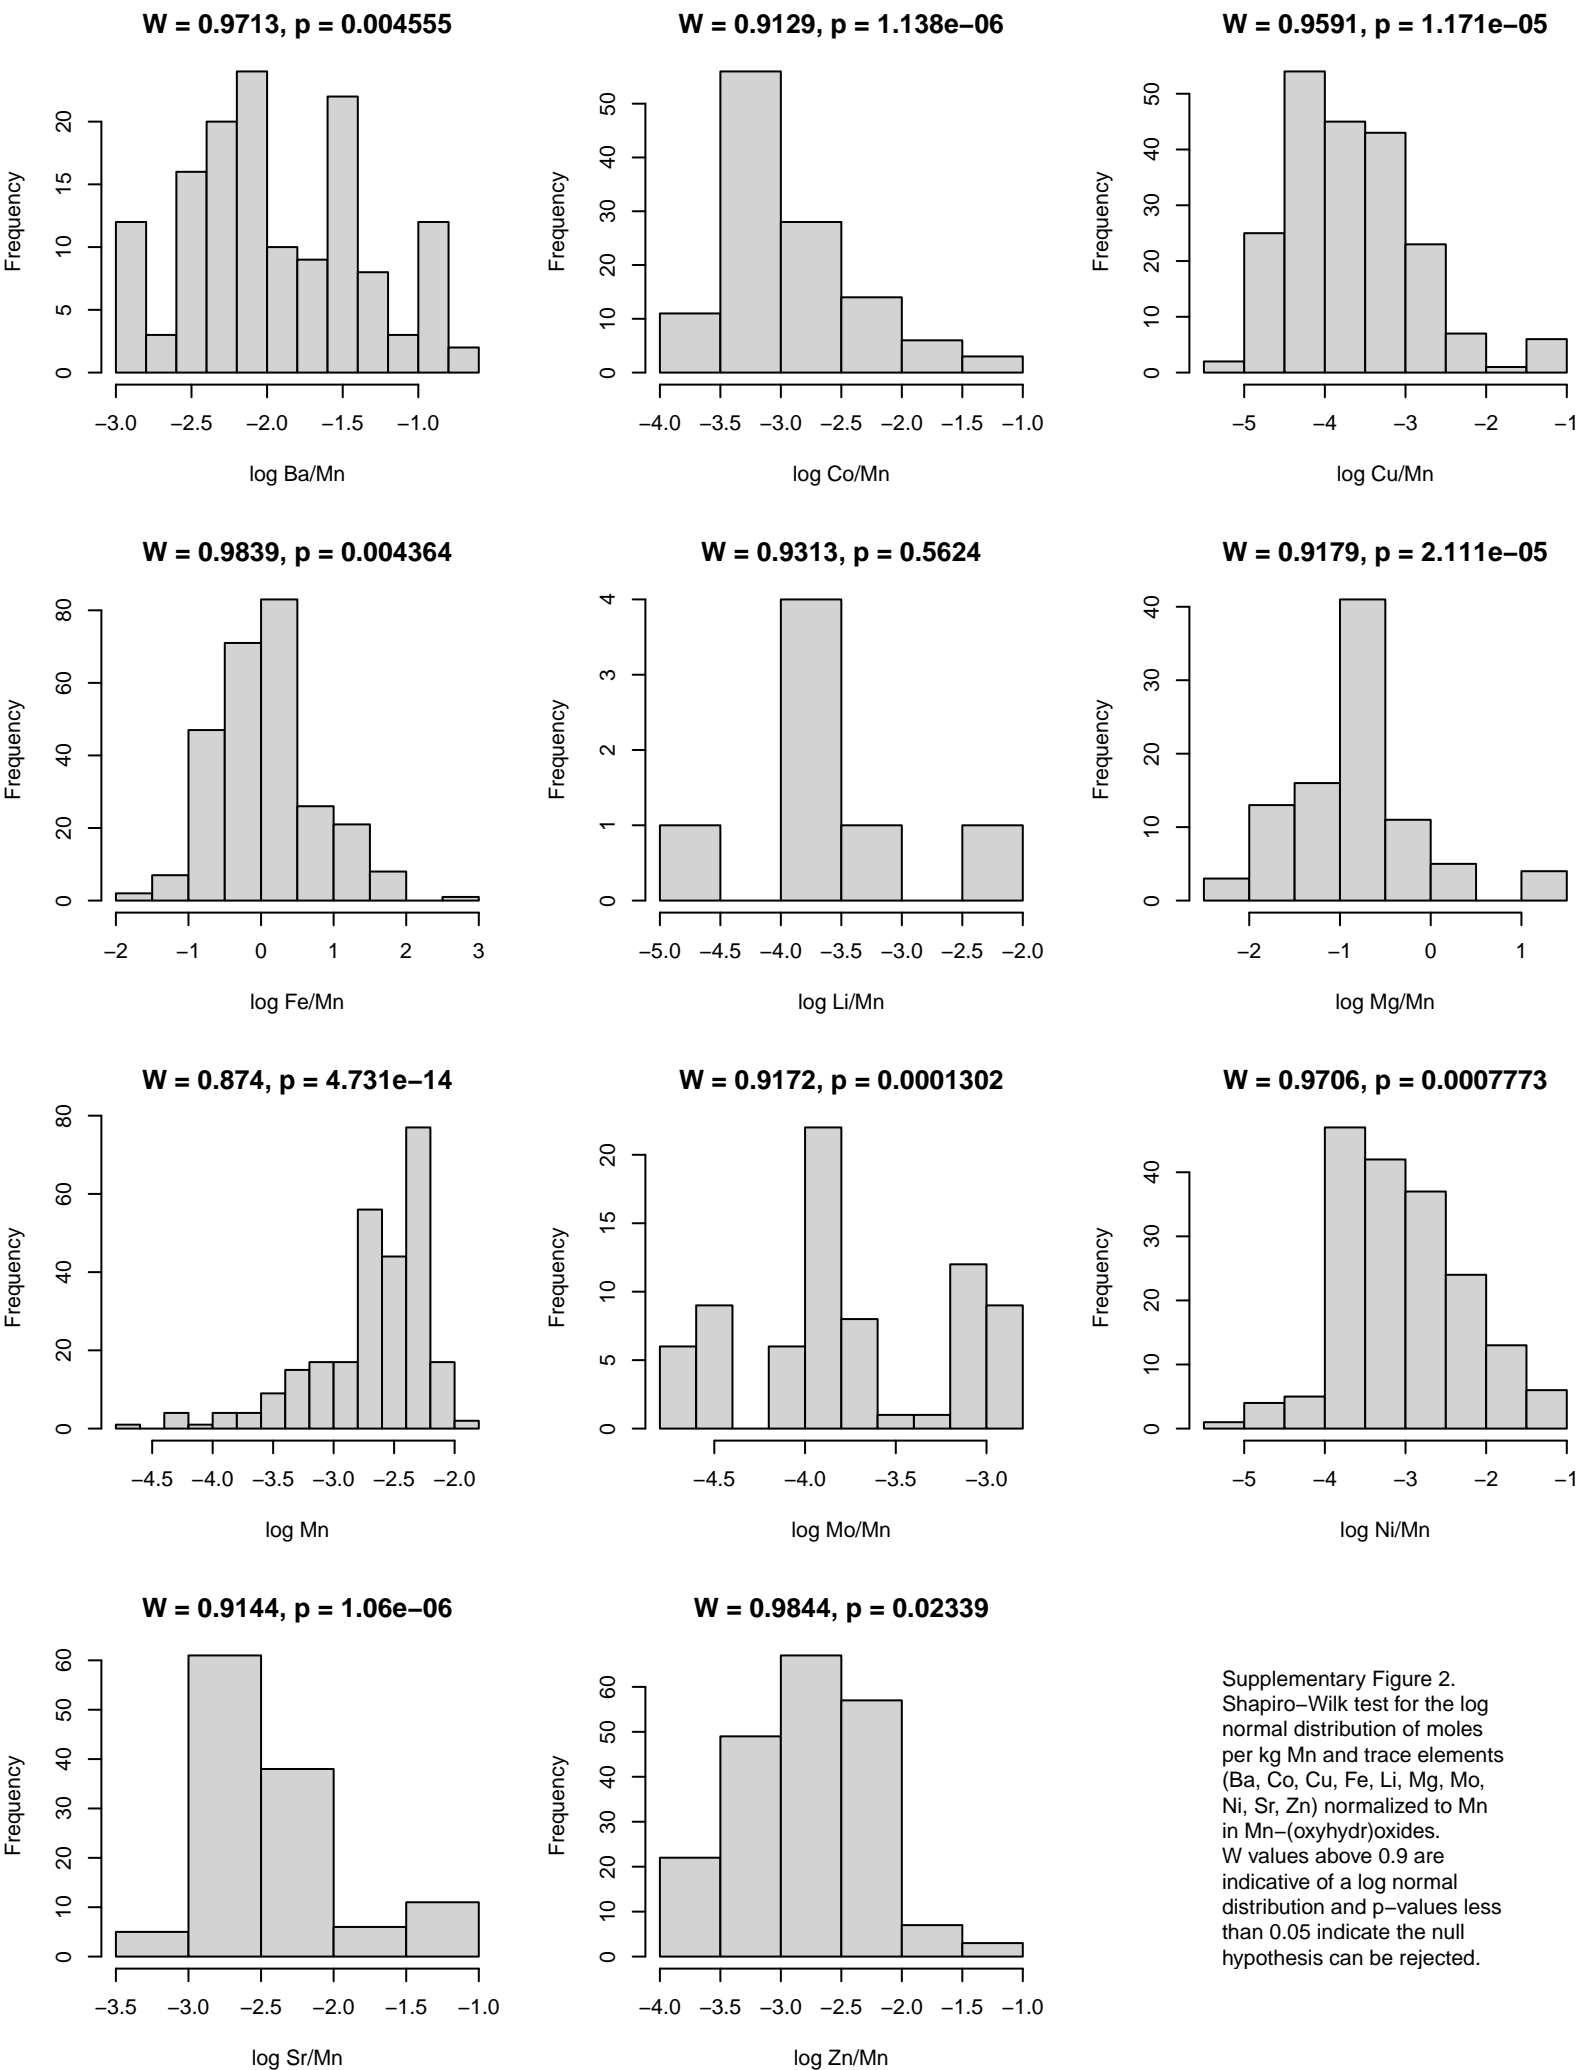 W = 0.9713, p = 0.004555
Frequency
0 5 10 15 20
−3.0 −2.5 −2.0 −1.5 −1.0
log Ba/Mn
W = 0.9129, p = 1.138e−06
Frequency
0 10 20 30 40 50
−4.0 −3.5 −3.0 −2.5 −2.0 −1.5 −1.0
log Co/Mn
W = 0.9591, p = 1.171e−05
Frequency
0 10 20 30 40 50
−5 −4 −3 −2 −1
log Cu/Mn
W = 0.9839, p = 0.004364
Frequency
0 20 40 60 80
−2 −1 0 1 2 3
log Fe/Mn
W = 0.9313, p = 0.5624
Frequency
0 1 2 3 4
−5.0 −4.5 −4.0 −3.5 −3.0 −2.5 −2.0
log Li/Mn
W = 0.9179, p = 2.111e−05
Frequency
0 10 20 30 40
−2 −1 0 1
log Mg/Mn
W = 0.874, p = 4.731e−14
Frequency
0 20 40 60 80
−4.5 −4.0 −3.5 −3.0 −2.5 −2.0
log Mn
W = 0.9172, p = 0.0001302
Frequency
0 5 10 15 20
−4.5 −4.0 −3.5 −3.0
log Mo/Mn
W = 0.9706, p = 0.0007773
Frequency
0 10 20 30 40
−5 −4 −3 −2 −1
log Ni/Mn
W = 0.9144, p = 1.06e−06
Frequency
0 10 20 30 40 50 60
−3.5 −3.0 −2.5 −2.0 −1.5 −1.0
log Sr/Mn
W = 0.9844, p = 0.02339
Frequency
0 10 20 30 40 50 60
−4.0 −3.5 −3.0 −2.5 −2.0 −1.5 −1.0
log Zn/Mn
Supplementary Figure 2.
Shapiro−Wilk test for the log
normal distribution of moles
per kg Mn and trace elements
(Ba, Co, Cu, Fe, Li, Mg, Mo,
Ni, Sr, Zn) normalized to Mn
in Mn−(oxyhydr)oxides.
W values above 0.9 are
indicative of a log normal
distribution and p−values less
than 0.05 indicate the null
hypothesis can be rejected.